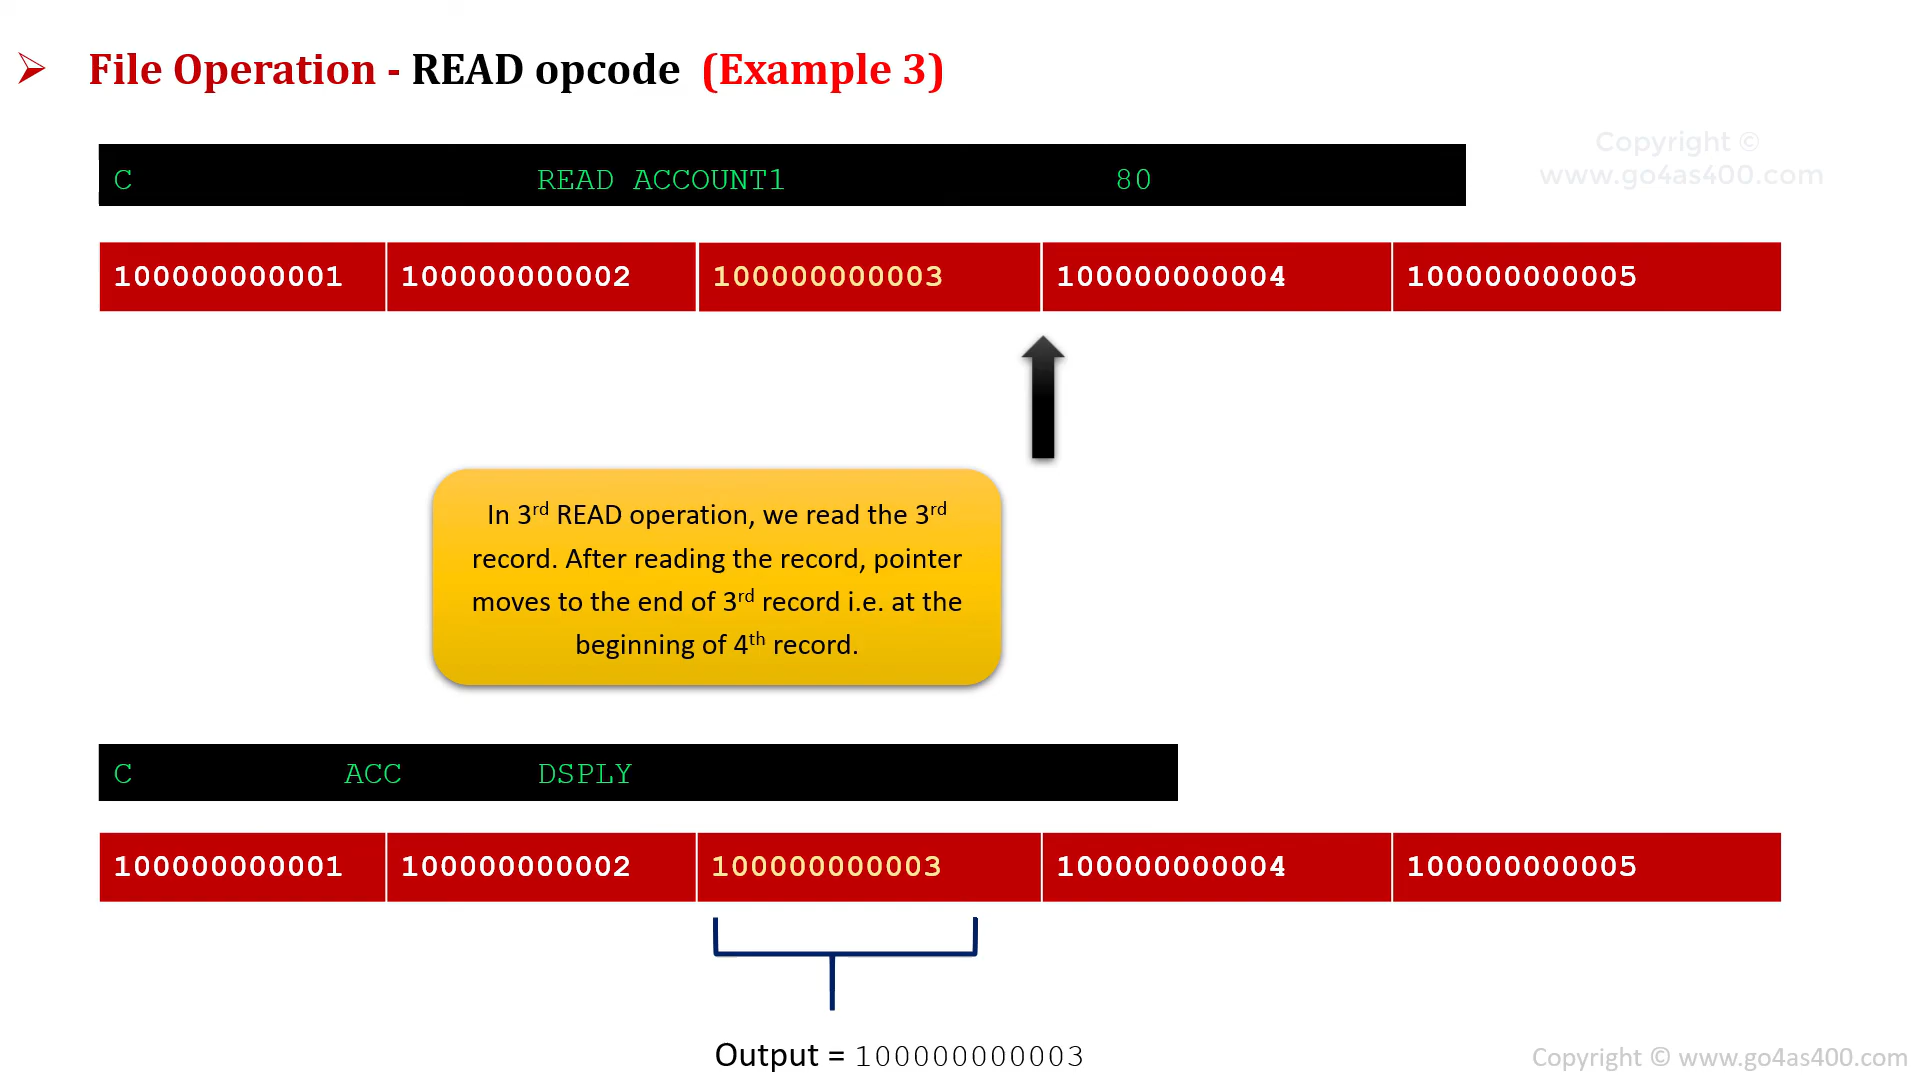 File Operation - READ opcode (Example 3)
Copyright ©
www.go4as400.com
C READ ACCOUNT1 80
100000000001 100000000002 100000000003 100000000004 100000000005
In 3rd READ operation, we read the 3rd
record. After reading the record, pointer
moves to the end of 3rd record i.e. at the
beginning of 4th record.
C ACC DSPLY
100000000001 100000000002 100000000003 100000000004 100000000005
Output = 100000000003
Copyright © www.go4as400.com